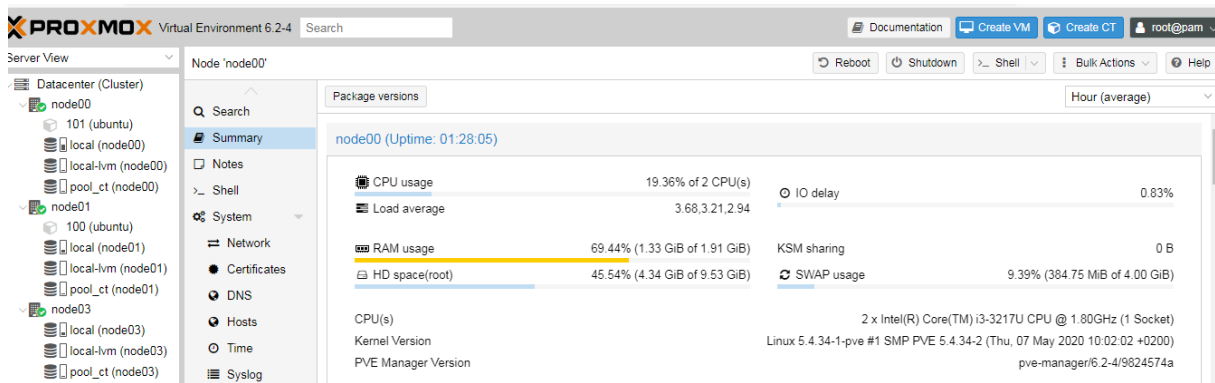 PROXMOX Virtual Environment 6.2-4 Search Documentation Create VM Create CT root@pam
Server View
Datacenter (Cluster)
node00
101 (ubuntu)
local (node00)
local-lvm (node00)
pool_ct (node00)
node01
100 (ubuntu)
local (node01)
local-lvm (node01)
pool_ct (node01)
node03
local (node03)
local-lvm (node03)
pool_ct (node03)
Node 'node00' Reboot Shutdown >_ Shell Bulk Actions Help
Search
Summary
Notes
>_ Shell
System
Network
Certificates
DNS
Hosts
Time
Syslog
Package versions Hour (average)
node00 (Uptime: 01:28:05)
CPU usage 19.36% of 2 CPU(s)
IO delay 0.83%
Load average 3.68,3.21,2.94
RAM usage 69.44% (1.33 GiB of 1.91 GiB)
KSM sharing 0 B
HD space(root) 45.54% (4.34 GiB of 9.53 GiB)
SWAP usage 9.39% (384.75 MiB of 4.00 GiB)
CPU(s) 2 x Intel(R) Core(TM) i3-3217U CPU @ 1.80GHz (1 Socket)
Kernel Version Linux 5.4.34-1-pve #1 SMP PVE 5.4.34-2 (Thu, 07 May 2020 10:02:02 +0200)
PVE Manager Version pve-manager/6.2-4/9824574a